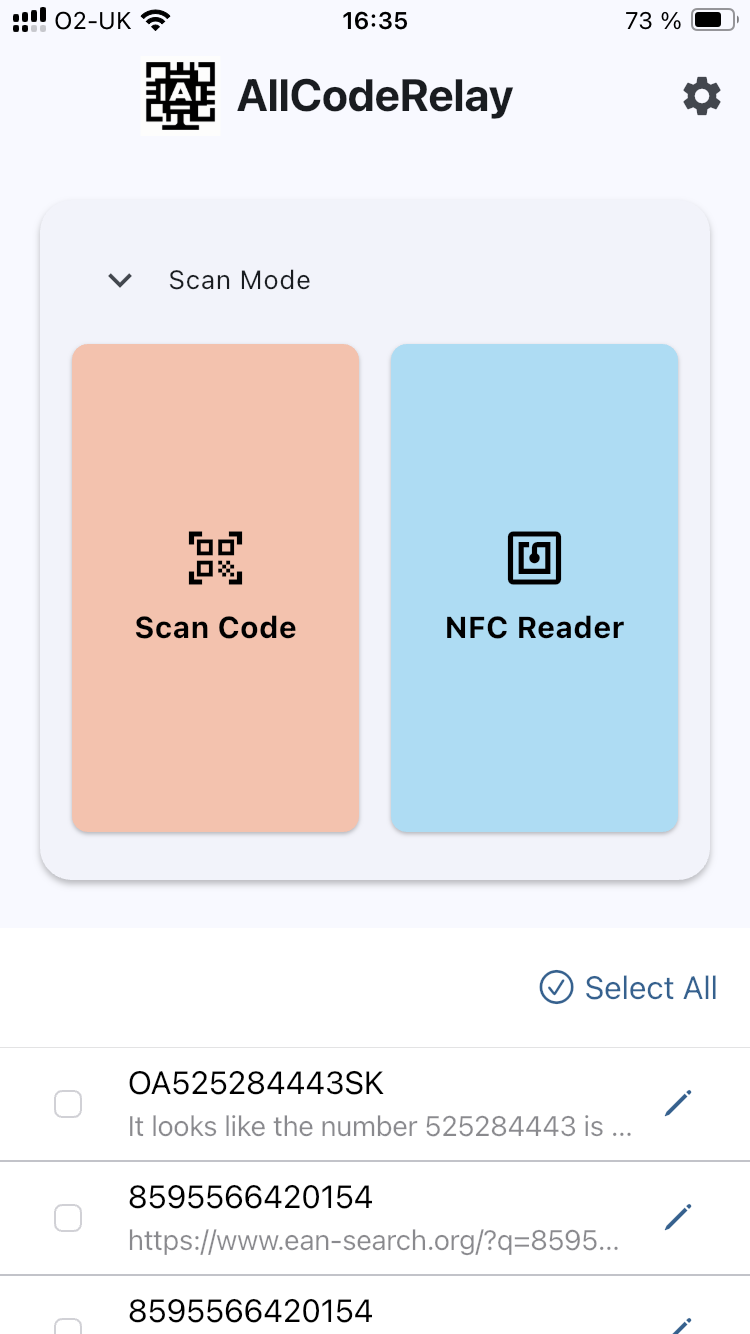 O2-UK 16:35 73 %
AI AllCodeRelay
Scan Mode
Scan Code
NFC Reader
Select All
OA525284443SK
It looks like the number 525284443 is ...
8595566420154
https://www.ean-search.org/?q=8595...
8595566420154